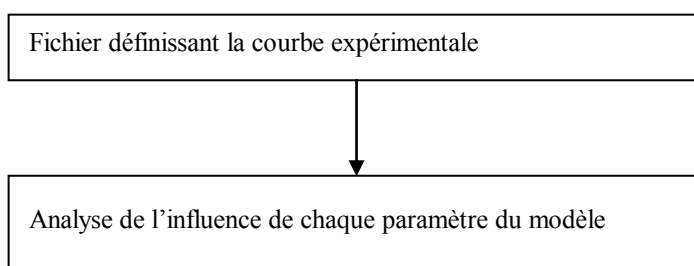 Fichier définissant la courbe expérimentale
Analyse de l’influence de chaque paramètre du modèle